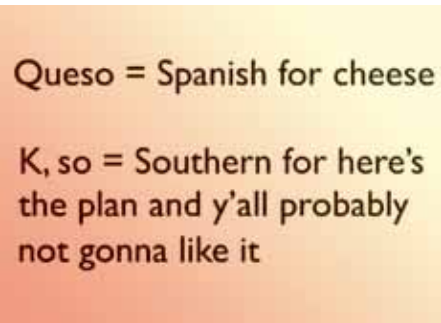 Queso = Spanish for cheese
K, so = Southern for here's
the plan and y'all probably
not gonna like it